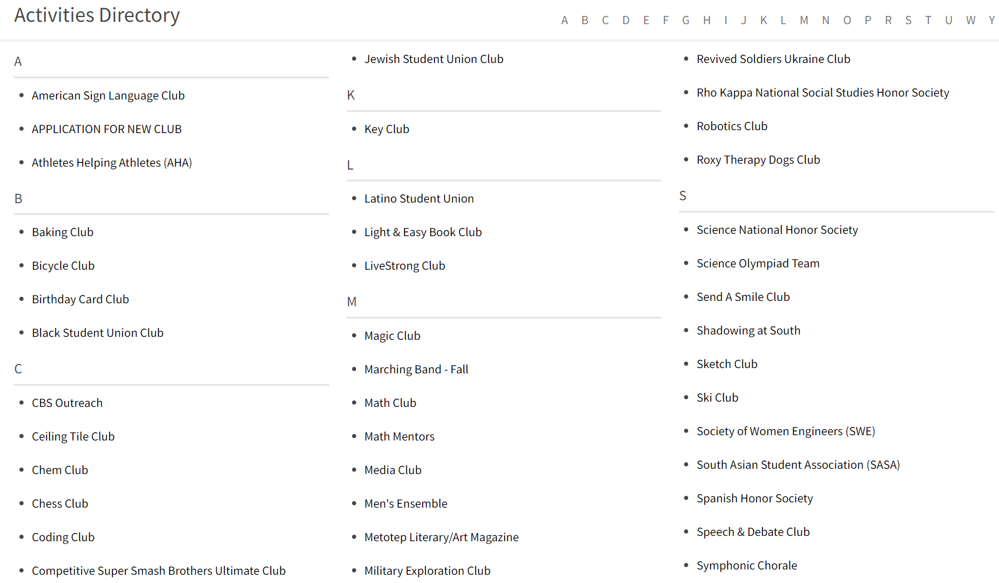 Activities Directory
A B C D E F G H I J K L M N O P R S T U W Y
A
American Sign Language Club
APPLICATION FOR NEW CLUB
Athletes Helping Athletes (AHA)
B
Baking Club
Bicycle Club
Birthday Card Club
Black Student Union Club
C
CBS Outreach
Ceiling Tile Club
Chem Club
Chess Club
Coding Club
Competitive Super Smash Brothers Ultimate Club
Jewish Student Union Club
K
Key Club
L
Latino Student Union
Light & Easy Book Club
LiveStrong Club
M
Magic Club
Marching Band - Fall
Math Club
Math Mentors
Media Club
Men's Ensemble
Metotep Literary/Art Magazine
Military Exploration Club
Revived Soldiers Ukraine Club
Rho Kappa National Social Studies Honor Society
Robotics Club
Roxy Therapy Dogs Club
S
Science National Honor Society
Science Olympiad Team
Send A Smile Club
Shadowing at South
Sketch Club
Ski Club
Society of Women Engineers (SWE)
South Asian Student Association (SASA)
Spanish Honor Society
Speech & Debate Club
Symphonic Chorale